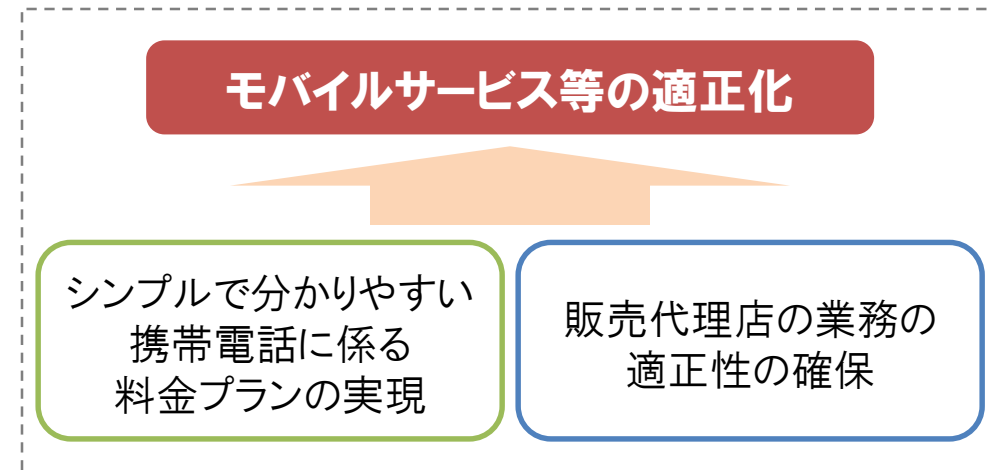 モバイルサービス等の適正化
シンプルで分かりやすい
携帯電話に係る
料金プランの実現
販売代理店の業務の
適正性の確保